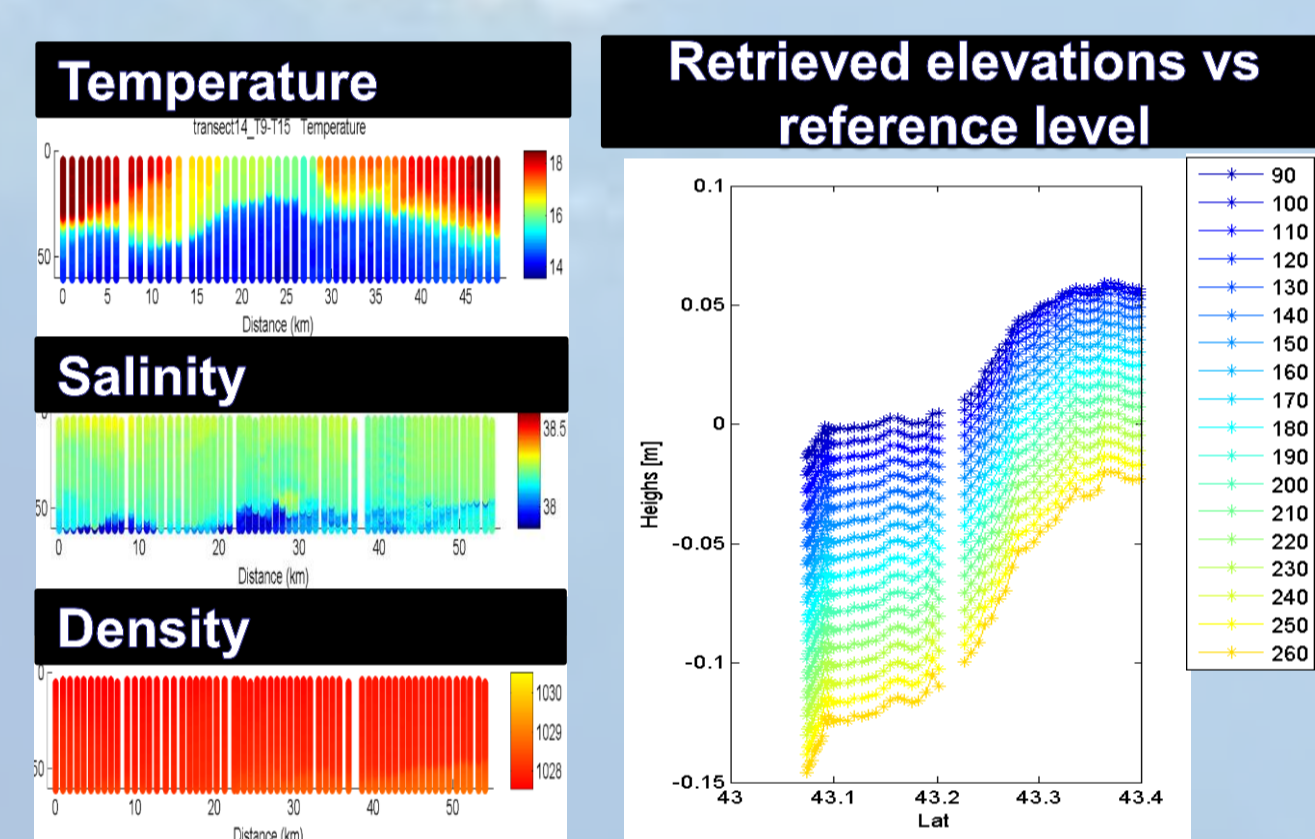 Temperature
transect14_T9-T15 Temperature
0
50
18
16
14
0 5 10 15 20 25 30 35 40 45
Distance (km)
Salinity
0
50
38.5
38
0 10 20 30 40 50
Distance (km)
Density
0
50
1030
1029
1028
0 10 20 30 40 50
Distance (km)
Retrieved elevations vs
reference level
0.1
0.05
0
-0.05
-0.1
-0.15
Heighs [m]
43 43.1 43.2 43.3 43.4
Lat
90
100
110
120
130
140
150
160
170
180
190
200
210
220
230
240
250
260